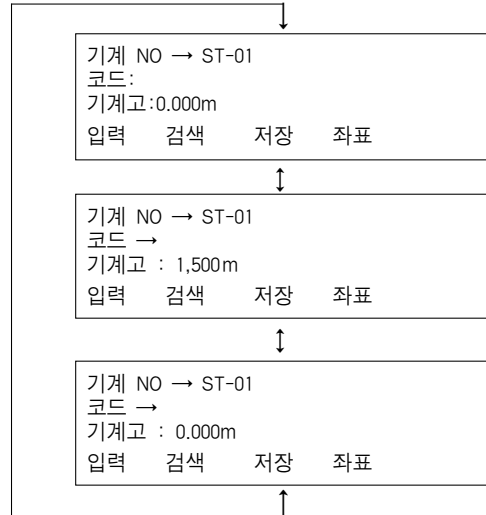 기계 NO → ST-01
코드:
기계고:0.000m
입력 검색 저장 좌표
기계 NO → ST-01
코드 →
기계고 : 1,500m
입력 검색 저장 좌표
기계 NO → ST-01
코드 →
기계고 : 0.000m
입력 검색 저장 좌표